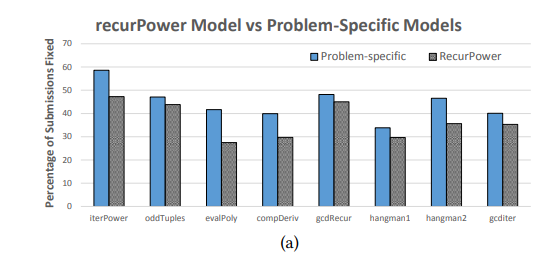 recurPower Model vs Problem-Specific Models
Percentage of Submissions Fixed
70
60
50
40
30
20
10
0
Problem-specific RecurPower
iterPower oddTuples evalPoly compDeriv gcdRecur hangman1 hangman2 gcdIter
(a)